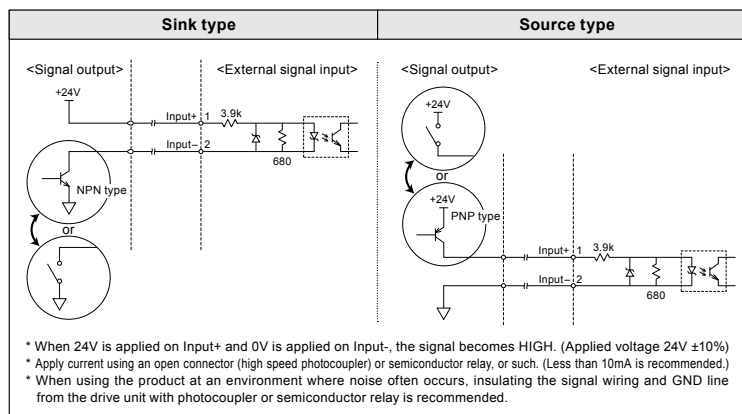 Sink type
Source type
<Signal output>
<External signal input>
+24V
Input+ 1 3.9k
Input– 2
680
NPN type
or
<Signal output>
<External signal input>
+24V
or
+24V
PNP type
Input+ 1 3.9k
Input– 2
680
* When 24V is applied on Input+ and 0V is applied on Input-, the signal becomes HIGH. (Applied voltage 24V ±10%)
* Apply current using an open connector (high speed photocoupler) or semiconductor relay, or such. (Less than 10mA is recommended.)
* When using the product at an environment where noise often occurs, insulating the signal wiring and GND line
from the drive unit with photocoupler or semiconductor relay is recommended.